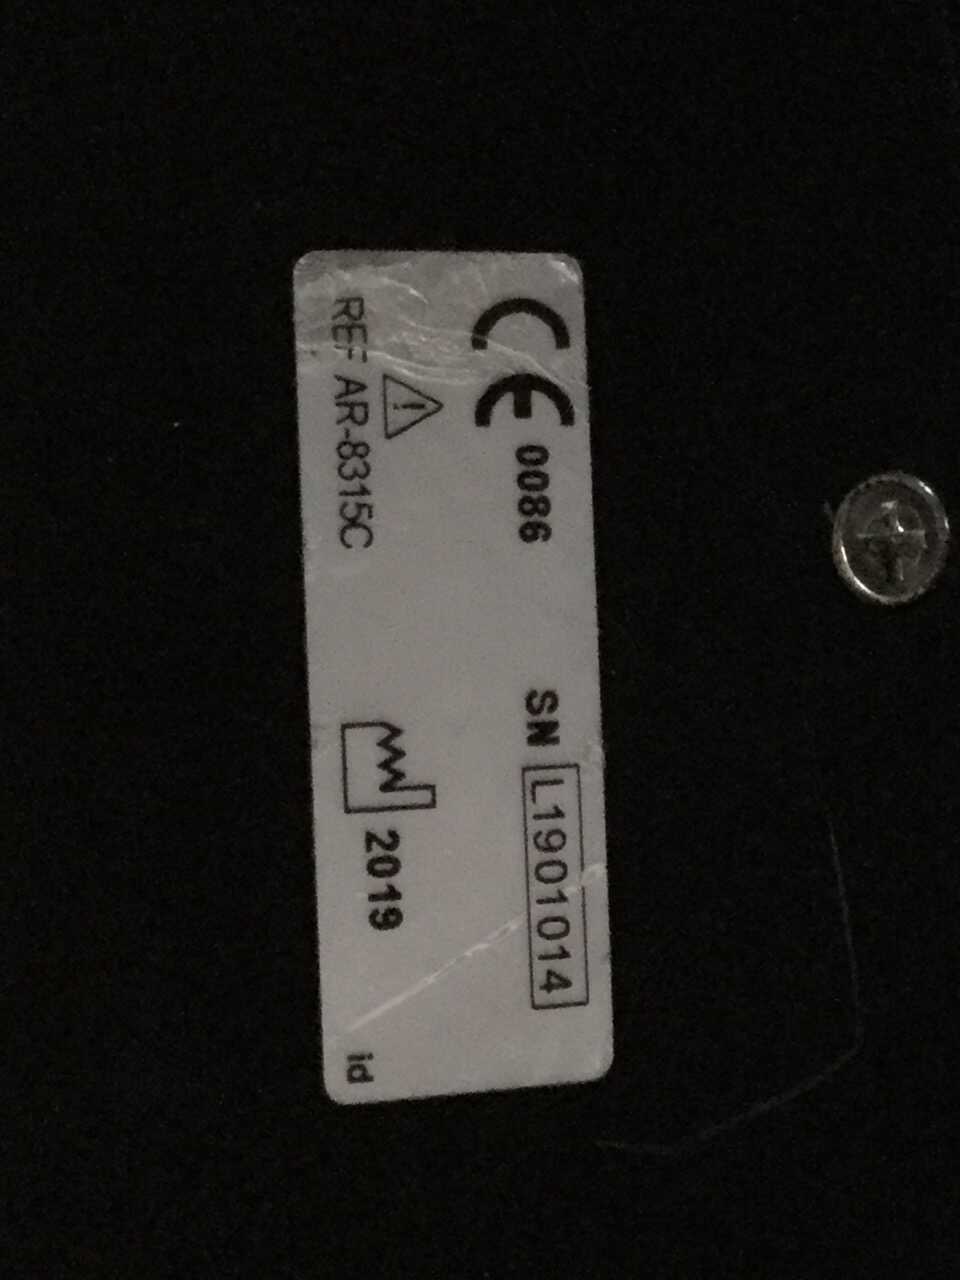 CE 0086
SN L1901014
REF AR-8315C
2019
id